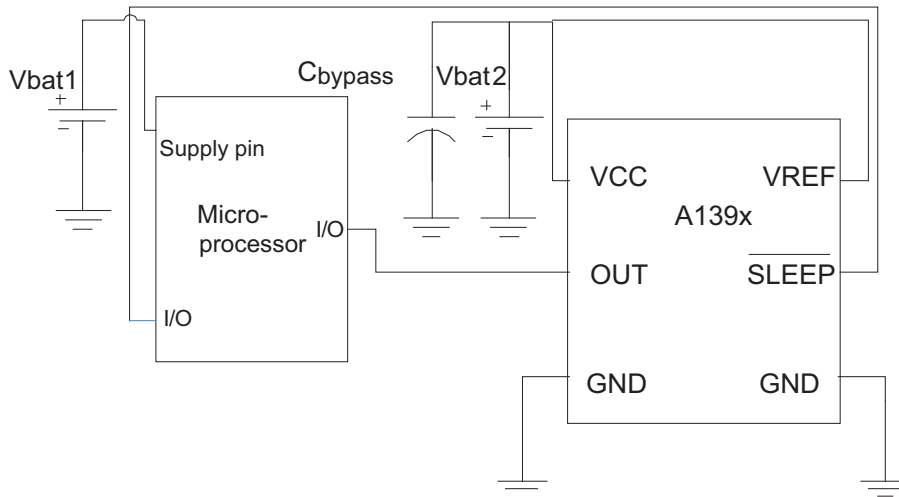 Vbat1
+
–
Cbypass
Vbat2
+
–
Supply pin
Micro-
processor
I/O
I/O
VCC
VREF
A139x
OUT
SLEEP
GND
GND